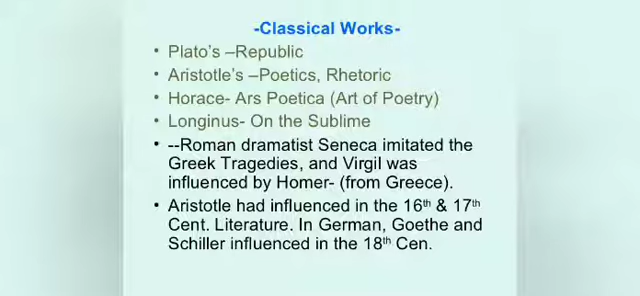 -Classical Works-
• Plato's –Republic
• Aristotle's –Poetics, Rhetoric
• Horace- Ars Poetica (Art of Poetry)
• Longinus- On the Sublime
• --Roman dramatist Seneca imitated the
Greek Tragedies, and Virgil was
influenced by Homer- (from Greece).
• Aristotle had influenced in the 16th & 17th
Cent. Literature. In German, Goethe and
Schiller influenced in the 18th Cen.